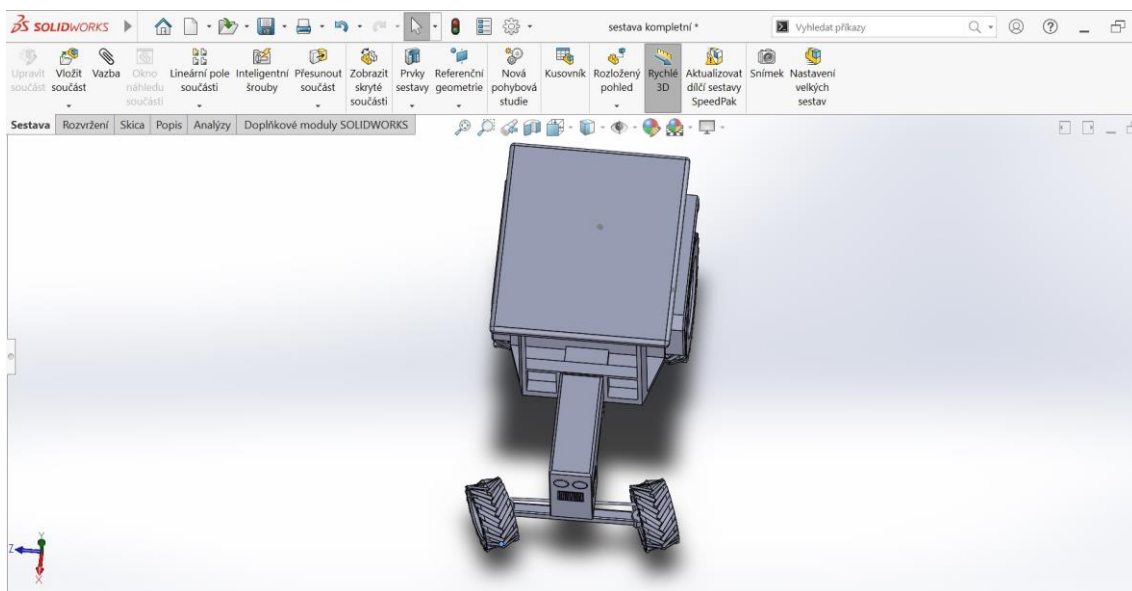 SOLIDWORKS
sestava kompletní *
Vyhledat příkazy
Upravit součást
Vložit součást
Vazba
Okno náhledu součásti
Lineární pole součásti
Inteligentní šrouby
Přesunout součást
Zobrazit skryté součásti
Prvky sestavy
Referenční geometrie
Nová pohybová studie
Kusovník
Rozložený pohled
Rychlé 3D
Aktualizovat dílčí sestavy SpeedPak
Snímek
Nastavení velkých sestav
Sestava Rozvržení Skica Popis Analýzy Doplňkové moduly SOLIDWORKS
Y
Z
X